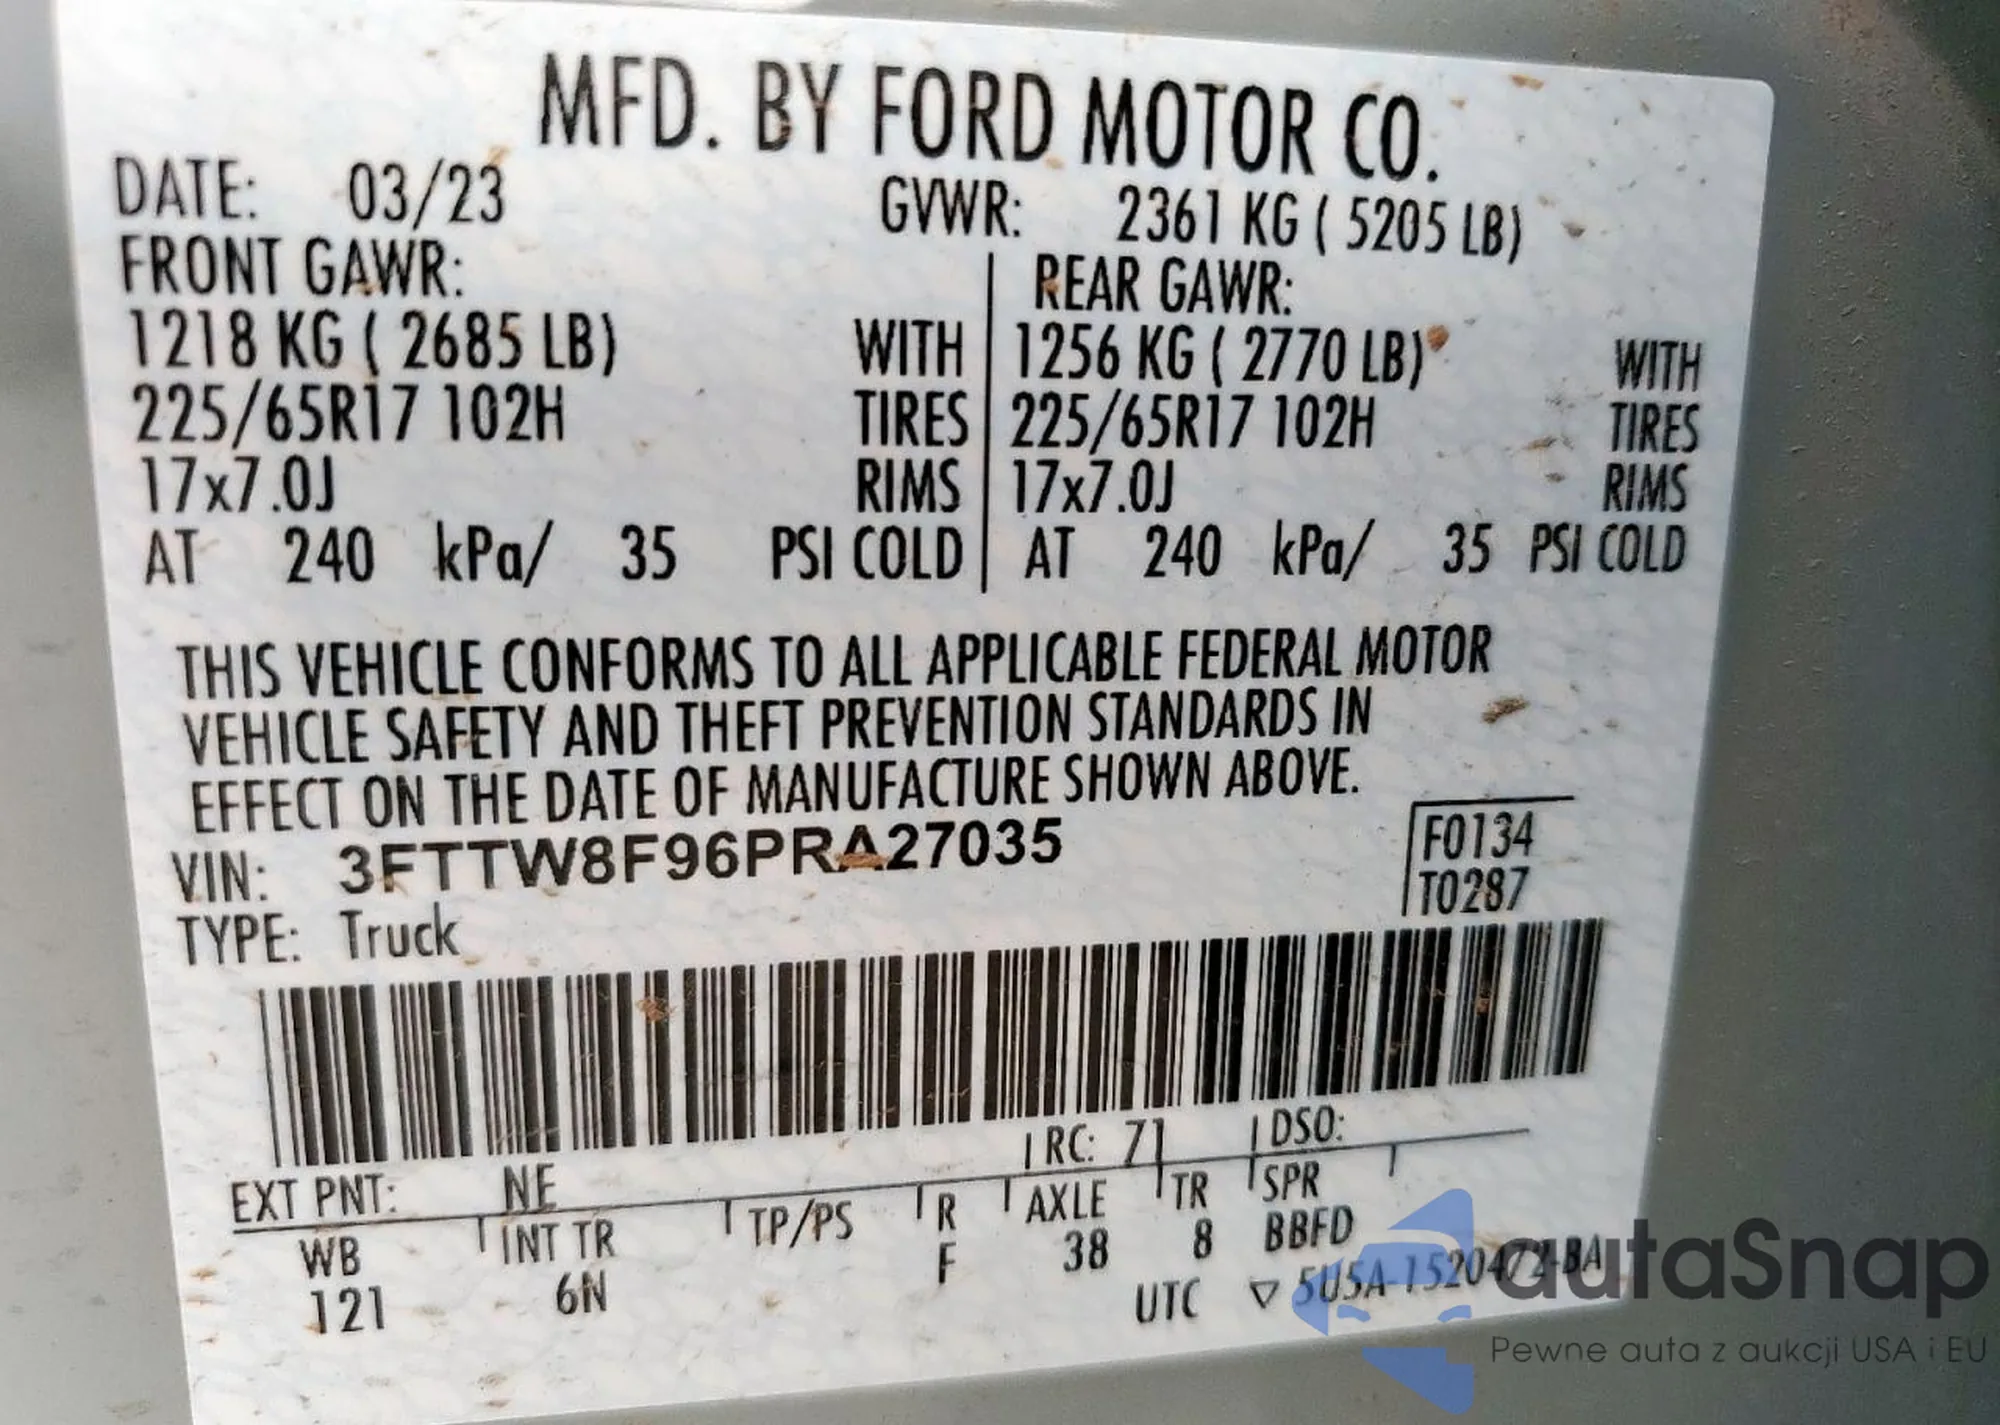 MFD. BY FORD MOTOR CO.
DATE: 03/23 GVWR: 2361 KG ( 5205 LB)
FRONT GAWR: REAR GAWR:
1218 KG ( 2685 LB) WITH 1256 KG ( 2770 LB) WITH
225/65R17 102H TIRES 225/65R17 102H TIRES
17x7.0J RIMS 17x7.0J RIMS
AT 240 kPa/ 35 PSI COLD AT 240 kPa/ 35 PSI COLD
THIS VEHICLE CONFORMS TO ALL APPLICABLE FEDERAL MOTOR
VEHICLE SAFETY AND THEFT PREVENTION STANDARDS IN
EFFECT ON THE DATE OF MANUFACTURE SHOWN ABOVE.
VIN: 3FTTW8F96PRA27035
F0134
T0287
TYPE: Truck
EXT PNT: NE RC: 71 DSO:
WB INT TR TP/PS R AXLE TR SPR
121 6N F 38 8 BBFD
UTC ▽ 5U5A-1520472-BA
autaSnap
Pewne auta z aukcji USA i EU